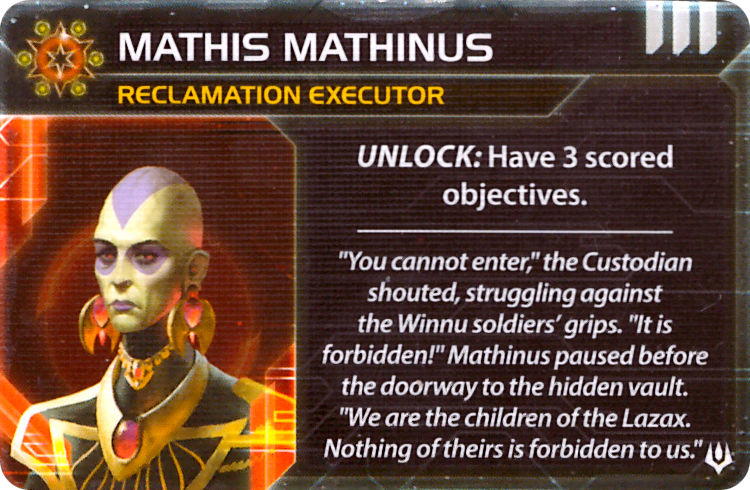 MATHIS MATHINUS
RECLAMATION EXECUTOR
UNLOCK: Have 3 scored
objectives.
"You cannot enter," the Custodian
shouted, struggling against
the Winnu soldiers' grips. "It is
forbidden!" Mathinus paused before
the doorway to the hidden vault.
"We are the children of the Lazax.
Nothing of theirs is forbidden to us."